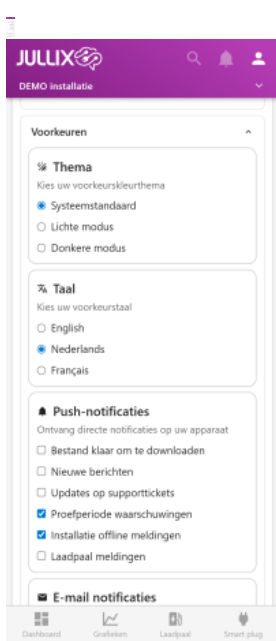 JULLIX
DEMO installatie
Voorkeuren
Thema
Kies uw voorkeurskleurthema
Systeemstandaard
Lichte modus
Donkere modus
Taal
Kies uw voorkeurstaal
English
Nederlands
Français
Push-notificaties
Ontvang directe notificaties op uw apparaat
Bestand klaar om te downloaden
Nieuwe berichten
Updates op supporttickets
Proefperiode waarschuwingen
Installatie offline meldingen
Laadpaal meldingen
E-mail notificaties
Dashboard Grafieken Laadpaal Smart plug